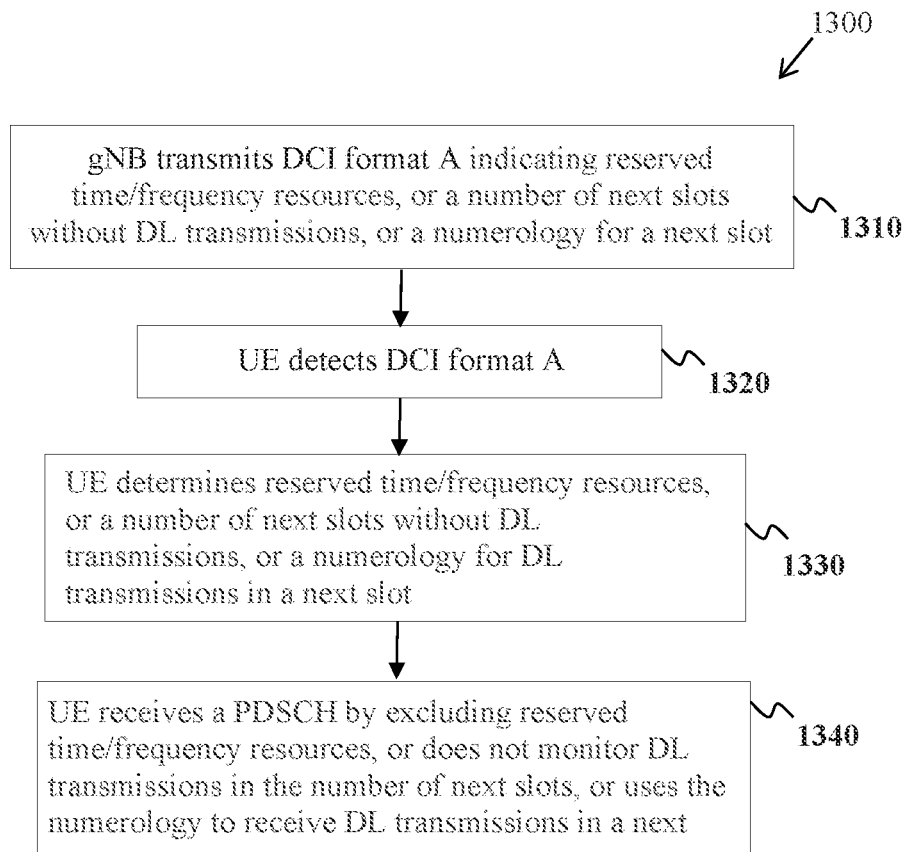 1300
gNB transmits DCI format A indicating reserved
time/frequency resources, or a number of next slots
without DL transmissions, or a numerology for a next slot
1310
UE detects DCI format A
1320
UE determines reserved time/frequency resources,
or a number of next slots without DL
transmissions, or a numerology for DL
transmissions in a next slot
1330
UE receives a PDSCH by excluding reserved
time/frequency resources, or does not monitor DL
transmissions in the number of next slots, or uses the
numerology to receive DL transmissions in a next
1340